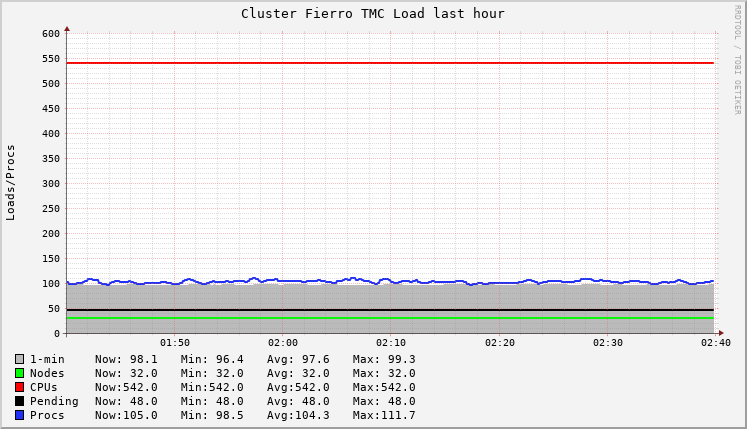 Cluster Fierro TMC Load last hour
RRDTOOL / TOBI OETIKER
Loads/Procs
600
550
500
450
400
350
300
250
200
150
100
50
0
01:50 02:00 02:10 02:20 02:30 02:40
1-min Now: 98.1 Min: 96.4 Avg: 97.6 Max: 99.3
Nodes Now: 32.0 Min: 32.0 Avg: 32.0 Max: 32.0
CPUs Now:542.0 Min:542.0 Avg:542.0 Max:542.0
Pending Now: 48.0 Min: 48.0 Avg: 48.0 Max: 48.0
Procs Now:105.0 Min: 98.5 Avg:104.3 Max:111.7